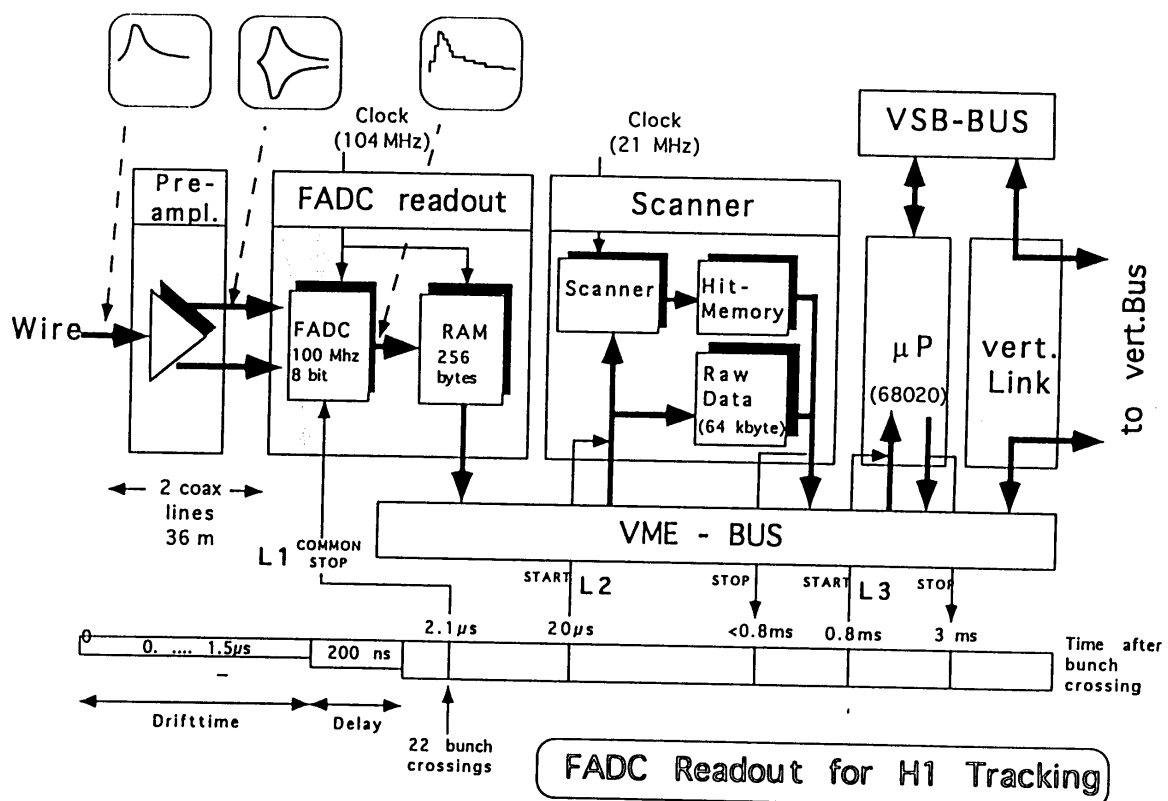 Clock
(104 MHz)
Clock
(21 MHz)
VSB-BUS
Pre-
ampl.
FADC readout
Scanner
Wire
FADC
100 Mhz
8 bit
RAM
256
bytes
Scanner
Hit-
Memory
Raw
Data
(64 kbyte)
μP
(68020)
vert.
Link
to vert.Bus
2 coax
lines
36 m
VME - BUS
L1
COMMON
STOP
START
L2
STOP
START
L3
STOP
2.1μs
20μs
<0.8ms
0.8ms
3 ms
0
0. .... 1.5μs
200 ns
Time after
bunch
crossing
Drifttime
Delay
22 bunch
crossings
FADC Readout for H1 Tracking